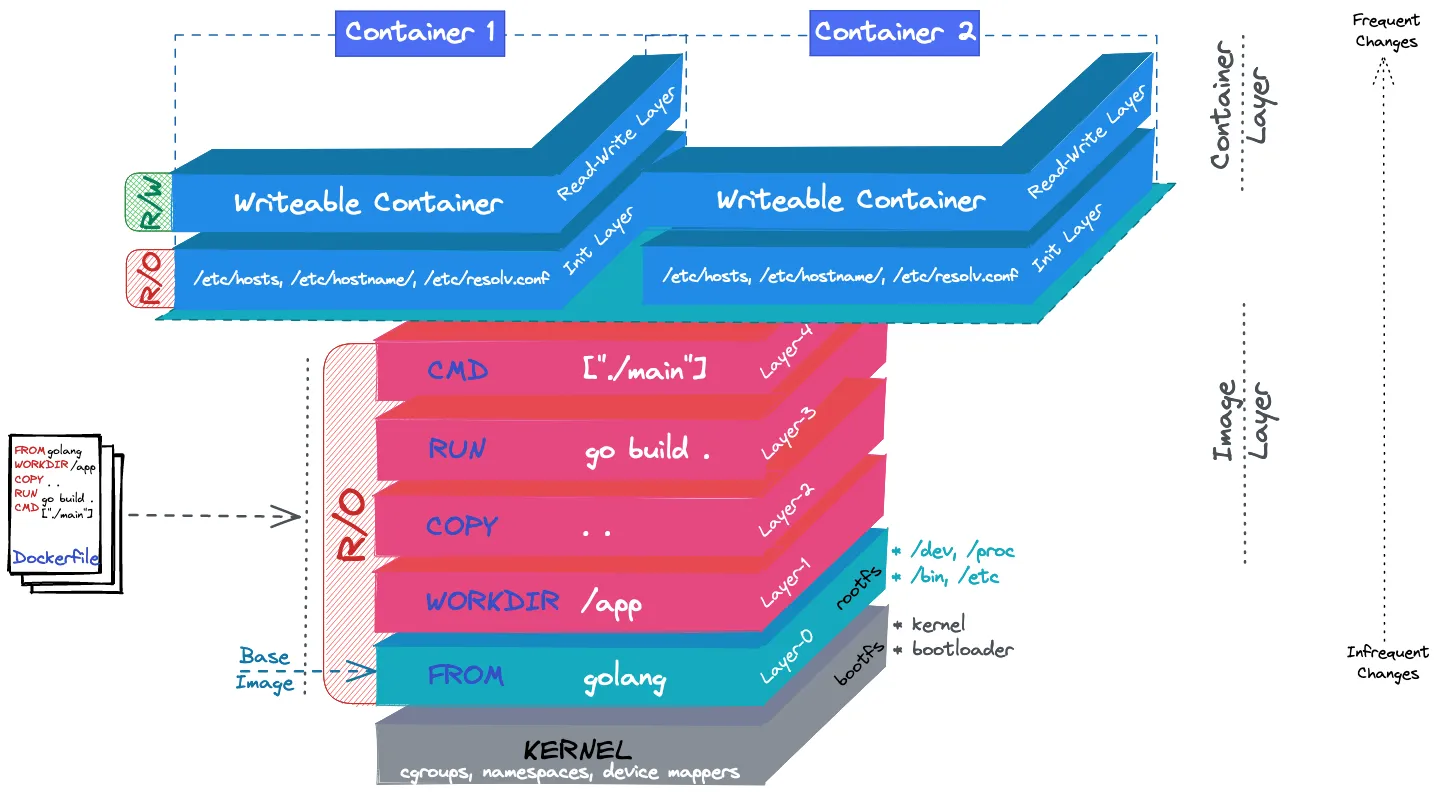 Container 1
Container 2
Frequent
Changes
Container
Layer
Read-Write Layer
Read-Write Layer
R/W
Writeable Container
Writeable Container
Init Layer
Init Layer
R/O
/etc/hosts, /etc/hostname/, /etc/resolv.conf
/etc/hosts, /etc/hostname/, /etc/resolv.conf
Image
Layer
R/O
CMD ["./main"]
Layer-4
RUN go build .
Layer-3
COPY . .
Layer-2
WORKDIR /app
Layer-1
FROM golang
Layer-0
rootfs
* /dev, /proc
* /bin, /etc
bootfs
* kernel
* bootloader
KERNEL
cgroups, namespaces, device mappers
FROM golang
WORKDIR /app
COPY . .
RUN go build .
CMD ["./main"]
Dockerfile
Base
Image
Infrequent
Changes